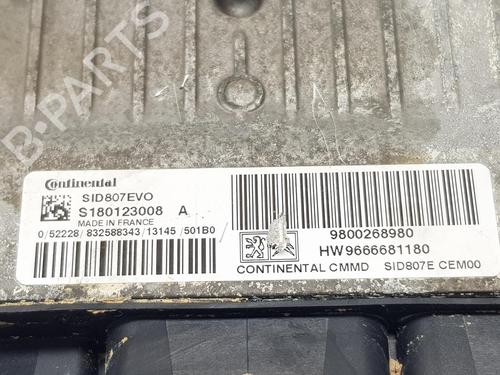 B-PARTS
Continental
SID807EVO
S180123008 A
MADE IN FRANCE
0/52228/832588343/13145/501B0
9800268980
HW9666681180
CONTINENTAL CMMD SID807E CEM00